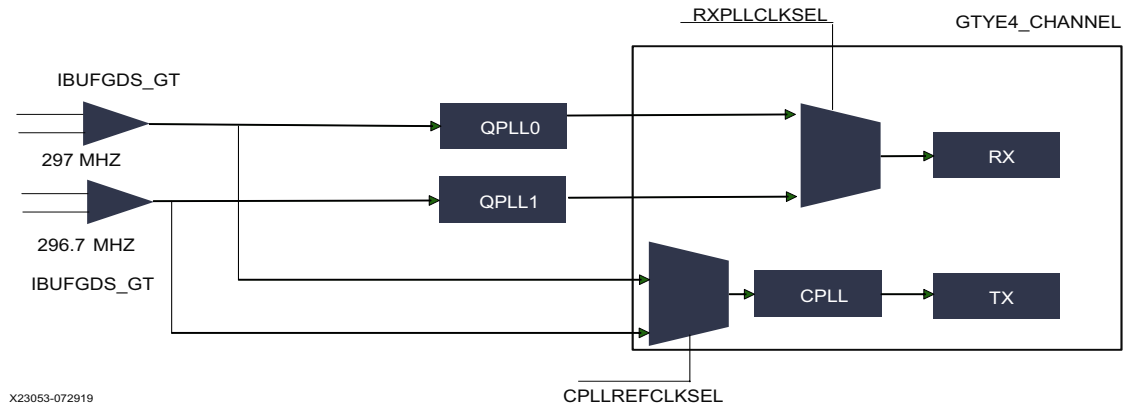 RXPLLCLKSEL
GTYE4_CHANNEL
IBUFGDS_GT
QPLL0
297 MHZ
RX
QPLL1
296.7 MHZ
IBUFGDS_GT
CPLL
TX
CPLLREFCLKSEL
X23053-072919